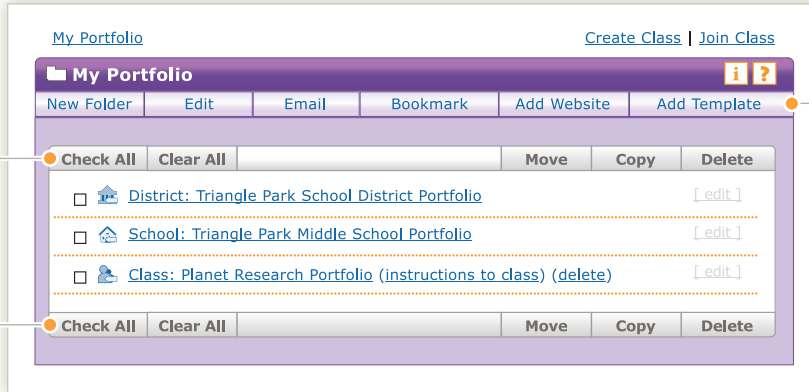 My Portfolio Create Class | Join Class
My Portfolio i ?
New Folder Edit Email Bookmark Add Website Add Template
Check All Clear All Move Copy Delete
District: Triangle Park School District Portfolio [ edit ]
School: Triangle Park Middle School Portfolio [ edit ]
Class: Planet Research Portfolio (instructions to class) (delete) [ edit ]
Check All Clear All Move Copy Delete